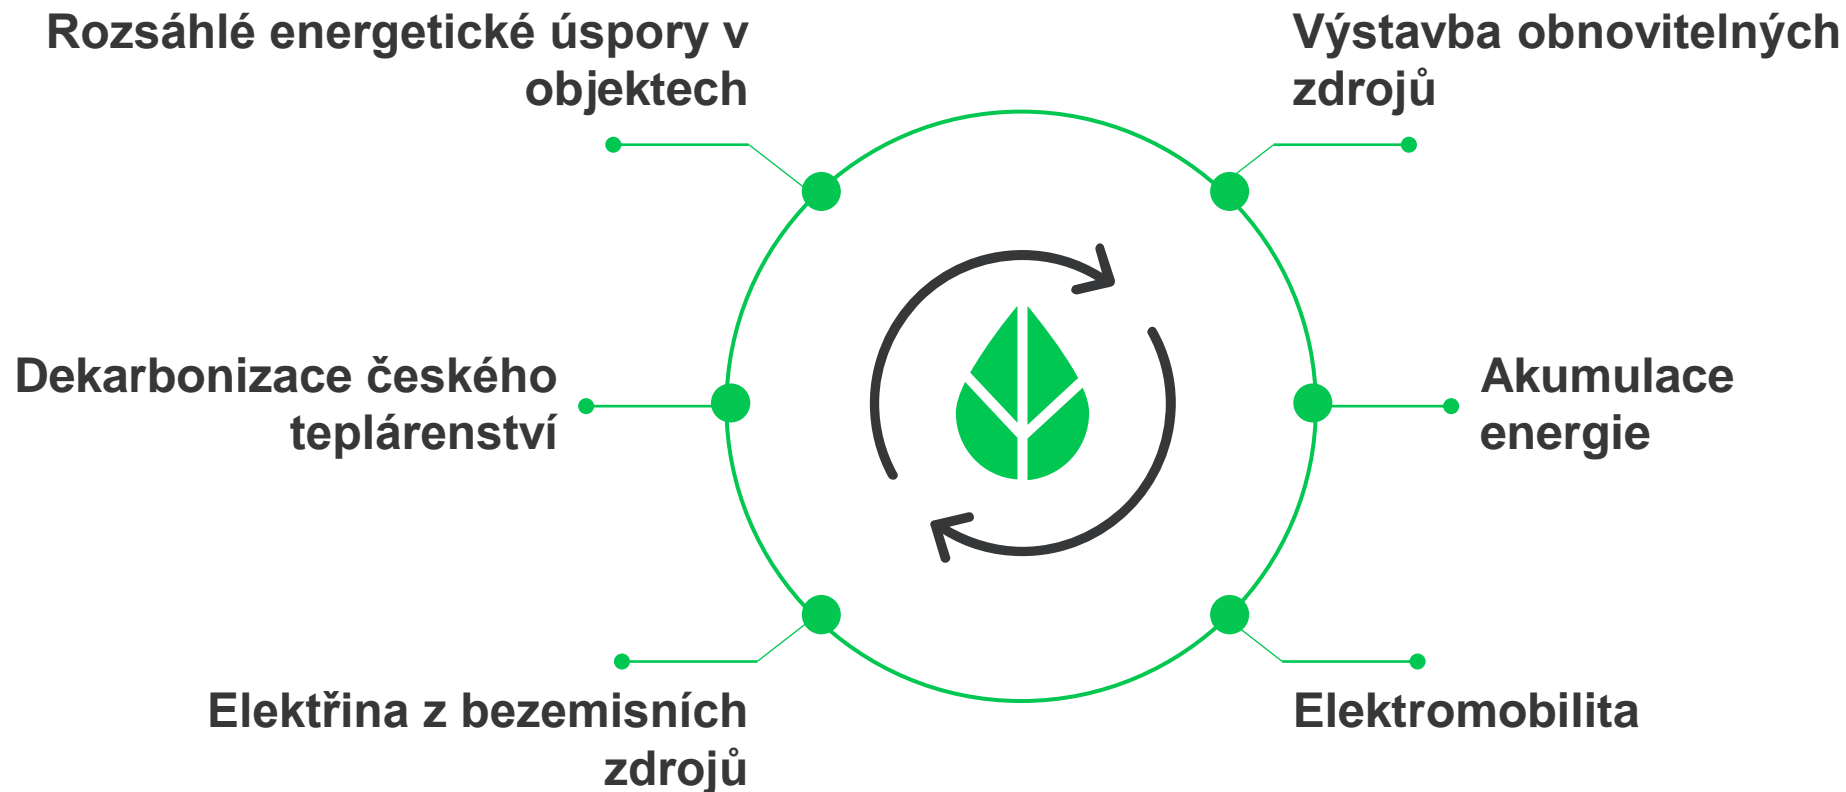 Rozsáhlé energetické úspory v
objektech
Výstavba obnovitelných
zdrojů
Dekarbonizace českého
teplárenství
Akumulace
energie
Elektřina z bezemisních
zdrojů
Elektromobilita